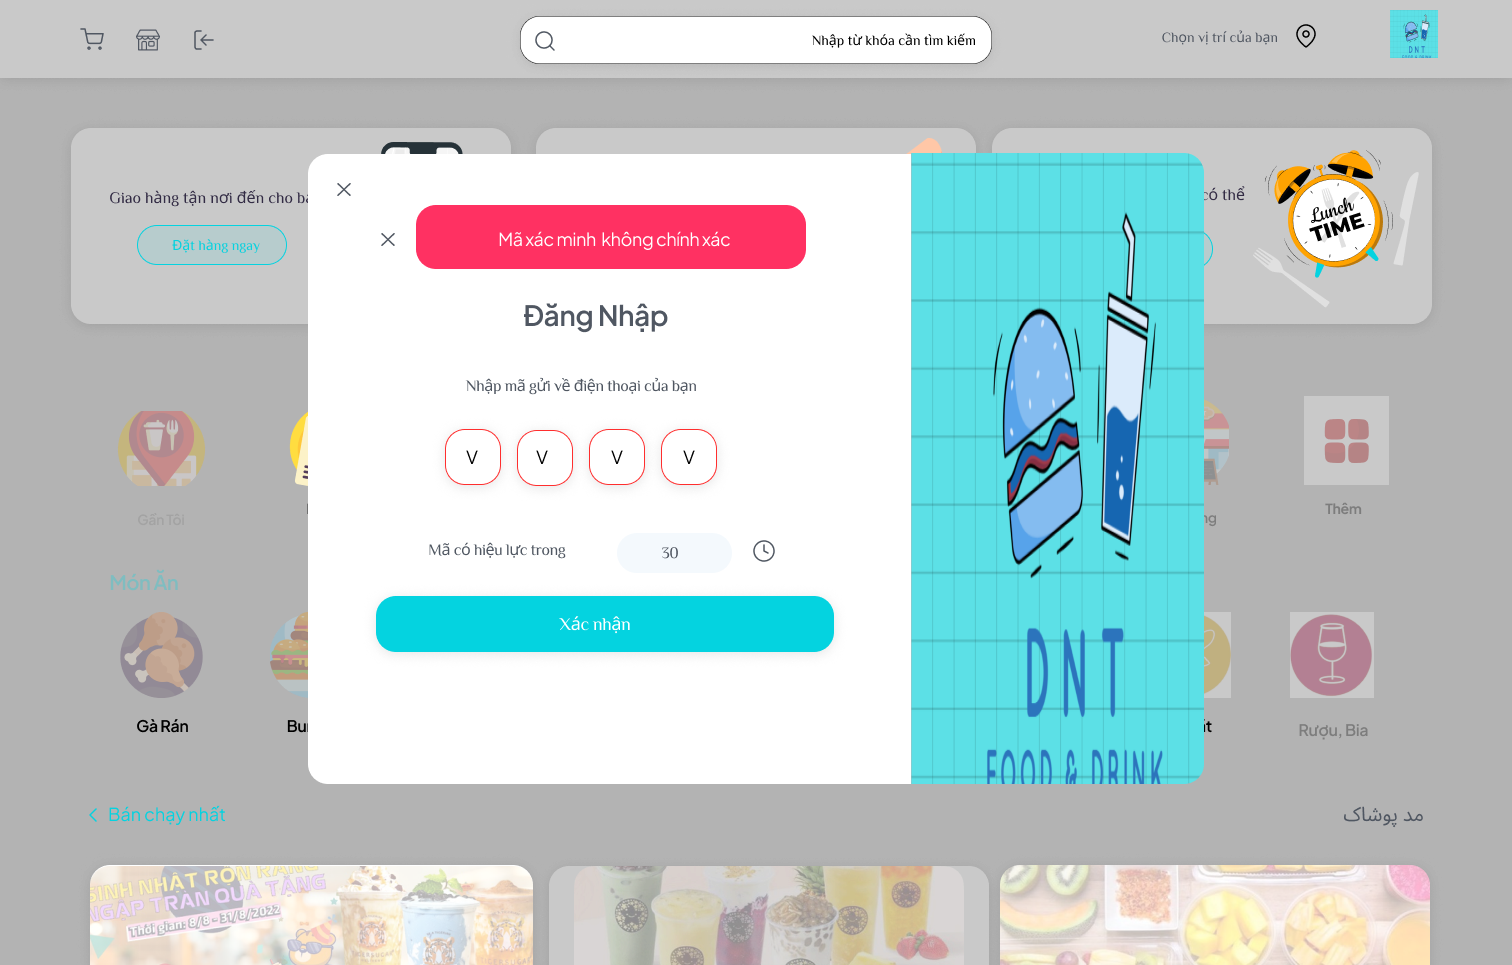 Nhập từ khóa cần tìm kiếm
Chọn vị trí của bạn
DNT
Giao hàng tận nơi đến cho
Đặt hàng ngay
có thể
Lunch
TIME
Mã xác minh không chính xác
Đăng Nhập
Nhập mã gửi về điện thoại của bạn
V V V V
Mã có hiệu lực trong 30
Xác nhận
DNT
FOOD & DRINK
Gần Tôi
Thêm
Món Ăn
Gà Rán
Rượu, Bia
Bán chạy nhất
مد پوشاک
SINH NHẬT RỘN RÀNG
NGẬP TRÀN QUÀ TẶNG
Thời gian: 8/8 - 31/8/2022